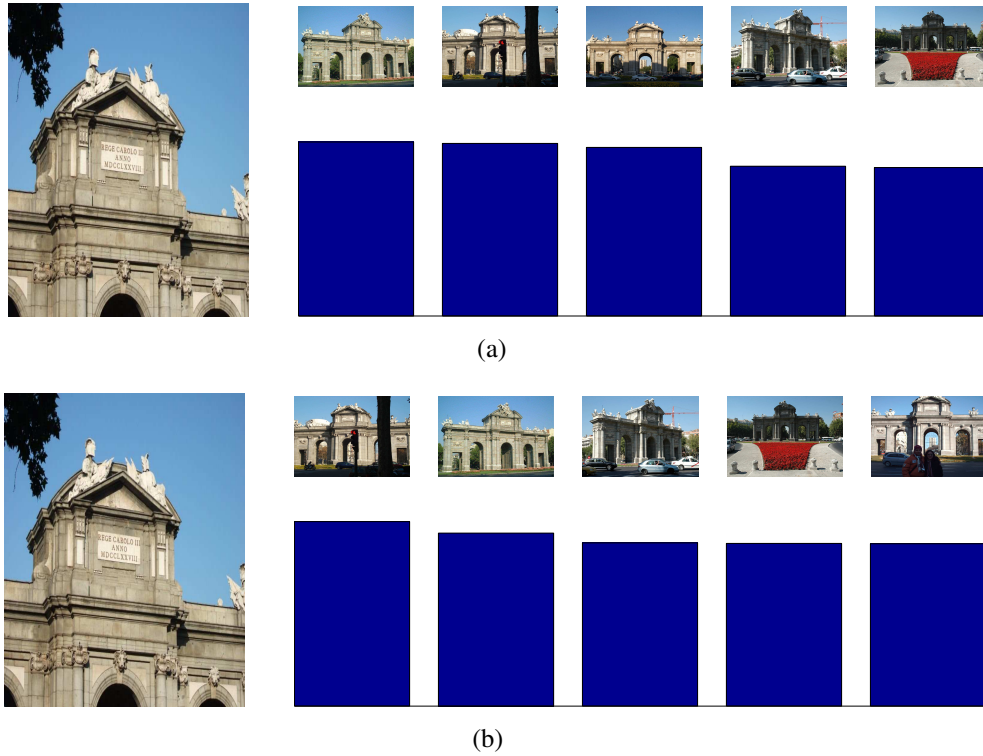 REGE CAROLO III
ANNO
MDCCLXXVIII
(a)
REGE CAROLO III
ANNO
MDCCLXXVIII
(b)